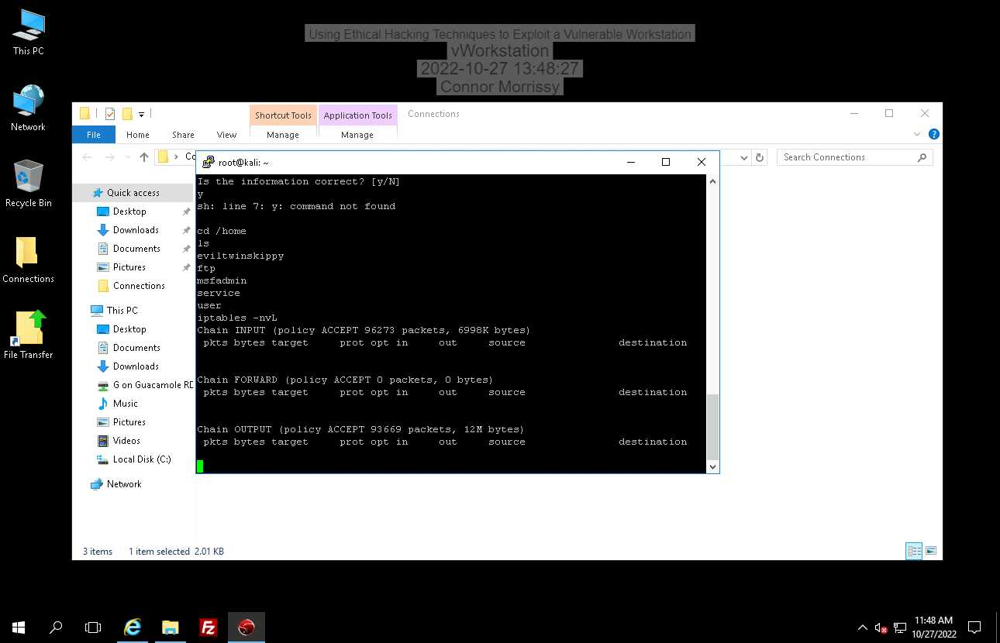 Using Ethical Hacking Techniques to Exploit a Vulnerable Workstation
vWorkstation
2022-10-27 13:48:27
Connor Morrissy
This PC
Network
Recycle Bin
Connections
File Transfer
Shortcut Tools
Application Tools
Connections
File
Home
Share
View
Manage
Manage
?
Co
Search Connections
Quick access
Desktop
Downloads
Documents
Pictures
Connections
This PC
Desktop
Documents
Downloads
G on Guacamole RD
Music
Pictures
Videos
Local Disk (C:)
Network
root@kali: ~
Is the information correct? [y/N]
y
sh: line 7: y: command not found
cd /home
ls
eviltwinskippy
ftp
msfadmin
service
user
iptables -nvL
Chain INPUT (policy ACCEPT 96273 packets, 6998K bytes)
pkts bytes target prot opt in out source destination
Chain FORWARD (policy ACCEPT 0 packets, 0 bytes)
pkts bytes target prot opt in out source destination
Chain OUTPUT (policy ACCEPT 93669 packets, 12M bytes)
pkts bytes target prot opt in out source destination
3 items 1 item selected 2.01 KB
Fz
11:48 AM
10/27/2022